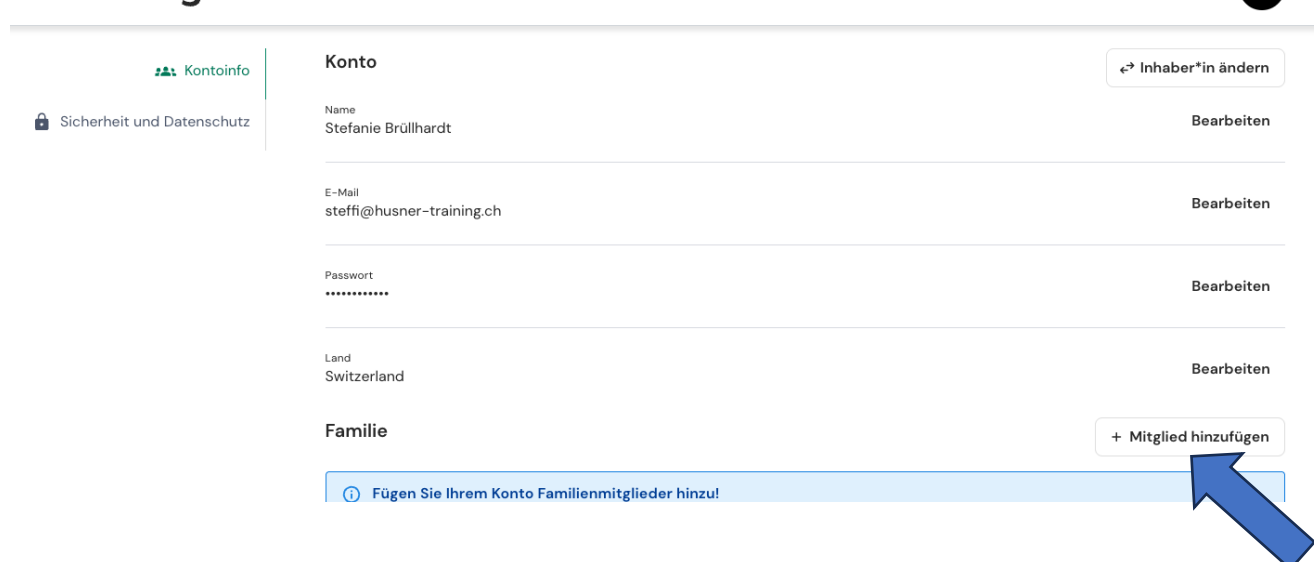 Kontoinfo
Sicherheit und Datenschutz
Konto
Inhaber*in ändern
Name
Stefanie Brüllhardt
Bearbeiten
E-Mail
steffi@husner-training.ch
Bearbeiten
Passwort
••••••••••••
Bearbeiten
Land
Switzerland
Bearbeiten
Familie
+ Mitglied hinzufügen
Fügen Sie Ihrem Konto Familienmitglieder hinzu!